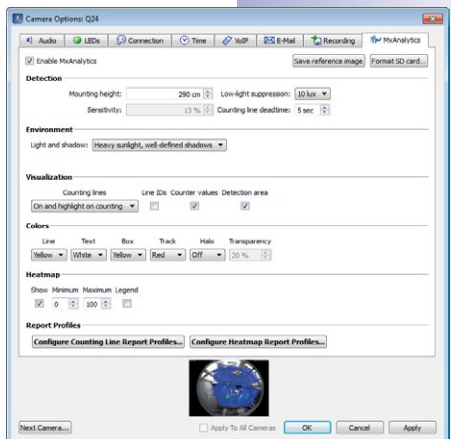 Camera Options: Q24
Audio LEDs Connection Time VoIP E-Mail Recording MxAnalytics
Enable MxAnalytics Save reference image Format SD card...
Detection
Mounting height: 290 cm Low-light suppression: 10 lux
Sensitivity: 13 % Counting line deadtime: 5 sec
Environment
Light and shadow: Heavy sunlight, well-defined shadows
Visualization
Counting lines Line IDs Counter values Detection area
On and highlight on counting
Colors
Line Text Box Track Halo Transparency
Yellow White Yellow Red Off 20 %
Heatmap
Show Minimum Maximum Legend
0 100
Report Profiles
Configure Counting Line Report Profiles... Configure Heatmap Report Profiles...
Next Camera... Apply To All Cameras OK Cancel Apply